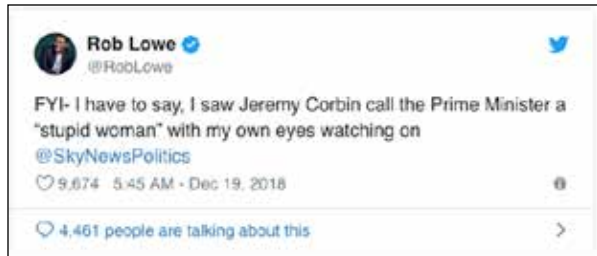 Rob Lowe
@RobLowe
FYI- I have to say, I saw Jeremy Corbin call the Prime Minister a
“stupid woman” with my own eyes watching on
@SkyNewsPolitics
9,674 5:45 AM - Dec 19, 2018
4,461 people are talking about this